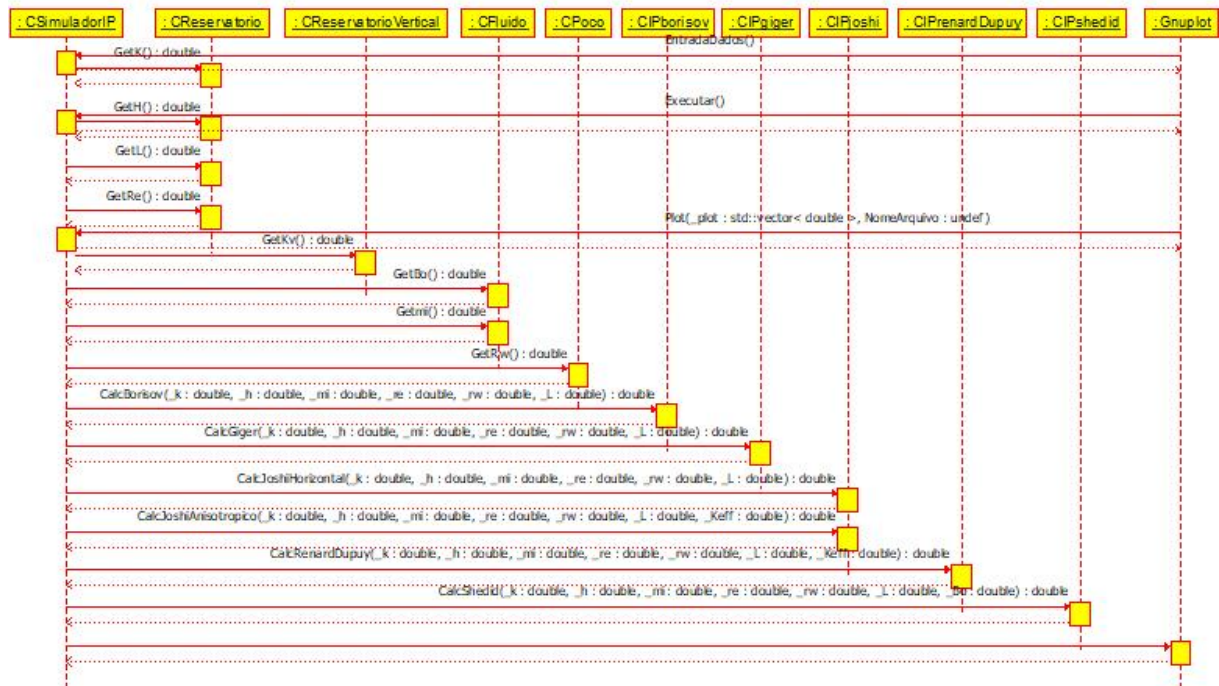 : CSimuladorIP : CReservatorio : CReservatorioVertical : CFluido : CPoco : CIPborisov : CIPgiger : CIPjoshi : CIPrenardDupuy : CIPshedid : Gnuplot
EntradaDados()
GetK() : double
Executar()
GetH() : double
GetL() : double
GetRe() : double
Plot(_plot : std::vector< double >, NomeArquivo : undef)
GetKv() : double
GetBo() : double
Getmi() : double
GetRw() : double
CalcBorisov(_k : double, _h : double, _mi : double, _re : double, _rw : double, _L : double) : double
CalcGiger(_k : double, _h : double, _mi : double, _re : double, _rw : double, _L : double) : double
CalcJoshiHorizontal(_k : double, _h : double, _mi : double, _re : double, _rw : double, _L : double) : double
CalcJoshiAnisotropico(_k : double, _h : double, _mi : double, _re : double, _rw : double, _L : double, _Keff : double) : double
CalcRenardDupuy(_k : double, _h : double, _mi : double, _re : double, _rw : double, _L : double, _Keff : double) : double
CalcShedid(_k : double, _h : double, _mi : double, _re : double, _rw : double, _L : double, _Bo : double) : double